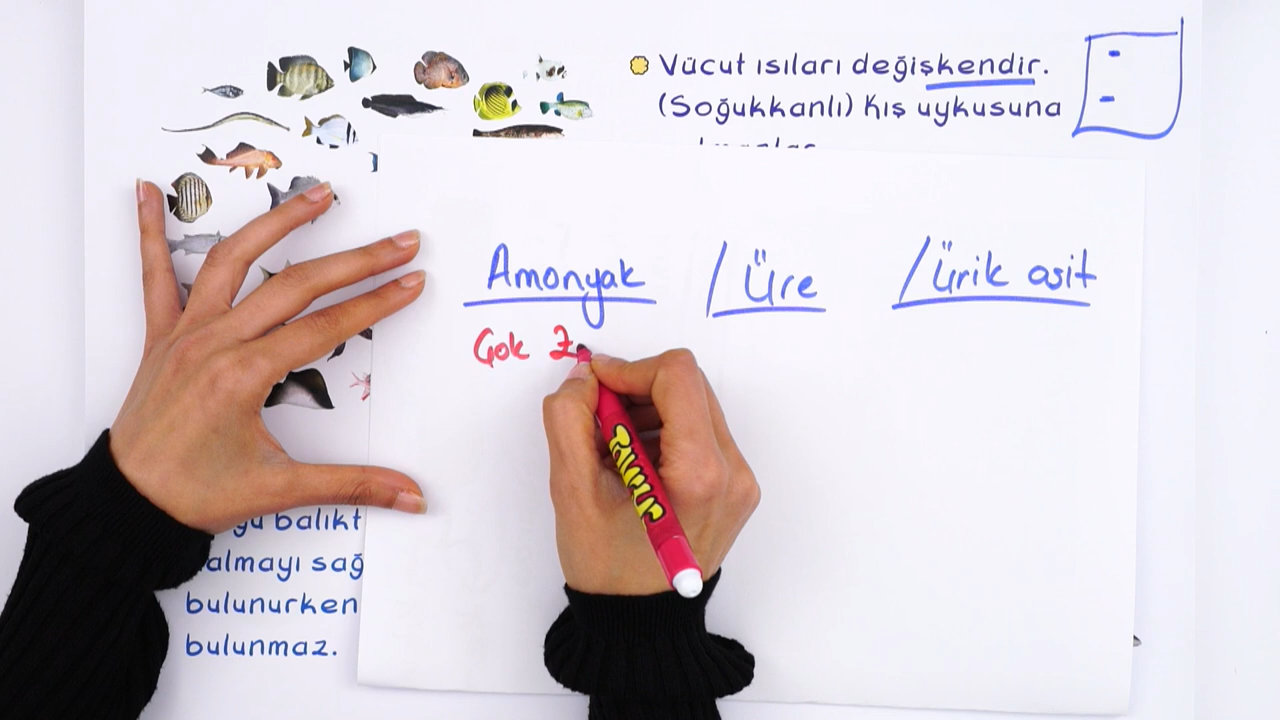 Vücut ısıları değişkendir.
(Soğukkanlı) Kış uykusuna
Amonyak / Üre / Ürik asit
Çok Z
balıkt
almayı sağ
bulunurken
bulunmaz.